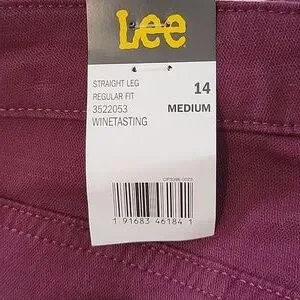 Lee
STRAIGHT LEG
REGULAR FIT
3522053
WINETASTING
14
MEDIUM
1 91683 46184 1